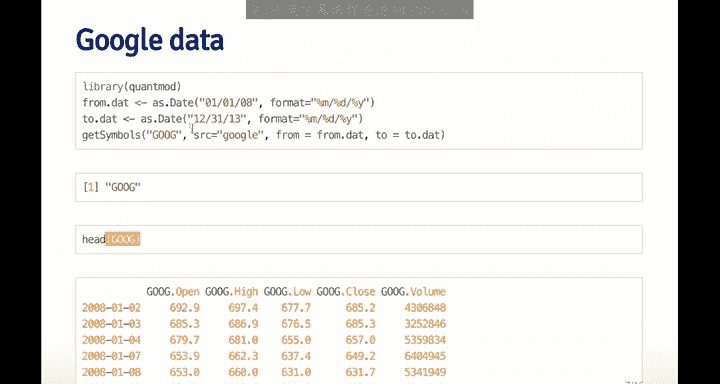 Google data
library(quantmod)
from.dat <- as.Date("01/01/08", format="%m/%d/%y")
to.dat <- as.Date("12/31/13", format="%m/%d/%y")
getSymbols("GOOG", src="google", from = from.dat, to = to.dat)
[1] "GOOG"
head(GOOG)
GOOG.Open GOOG.High GOOG.Low GOOG.Close GOOG.Volume
2008-01-02 692.9 697.4 677.7 685.2 4306848
2008-01-03 685.3 686.9 676.5 685.3 3252846
2008-01-04 679.7 681.0 655.0 657.0 5359834
2008-01-07 653.9 662.3 637.4 649.2 6404945
2008-01-08 653.0 660.0 631.0 631.7 5341949